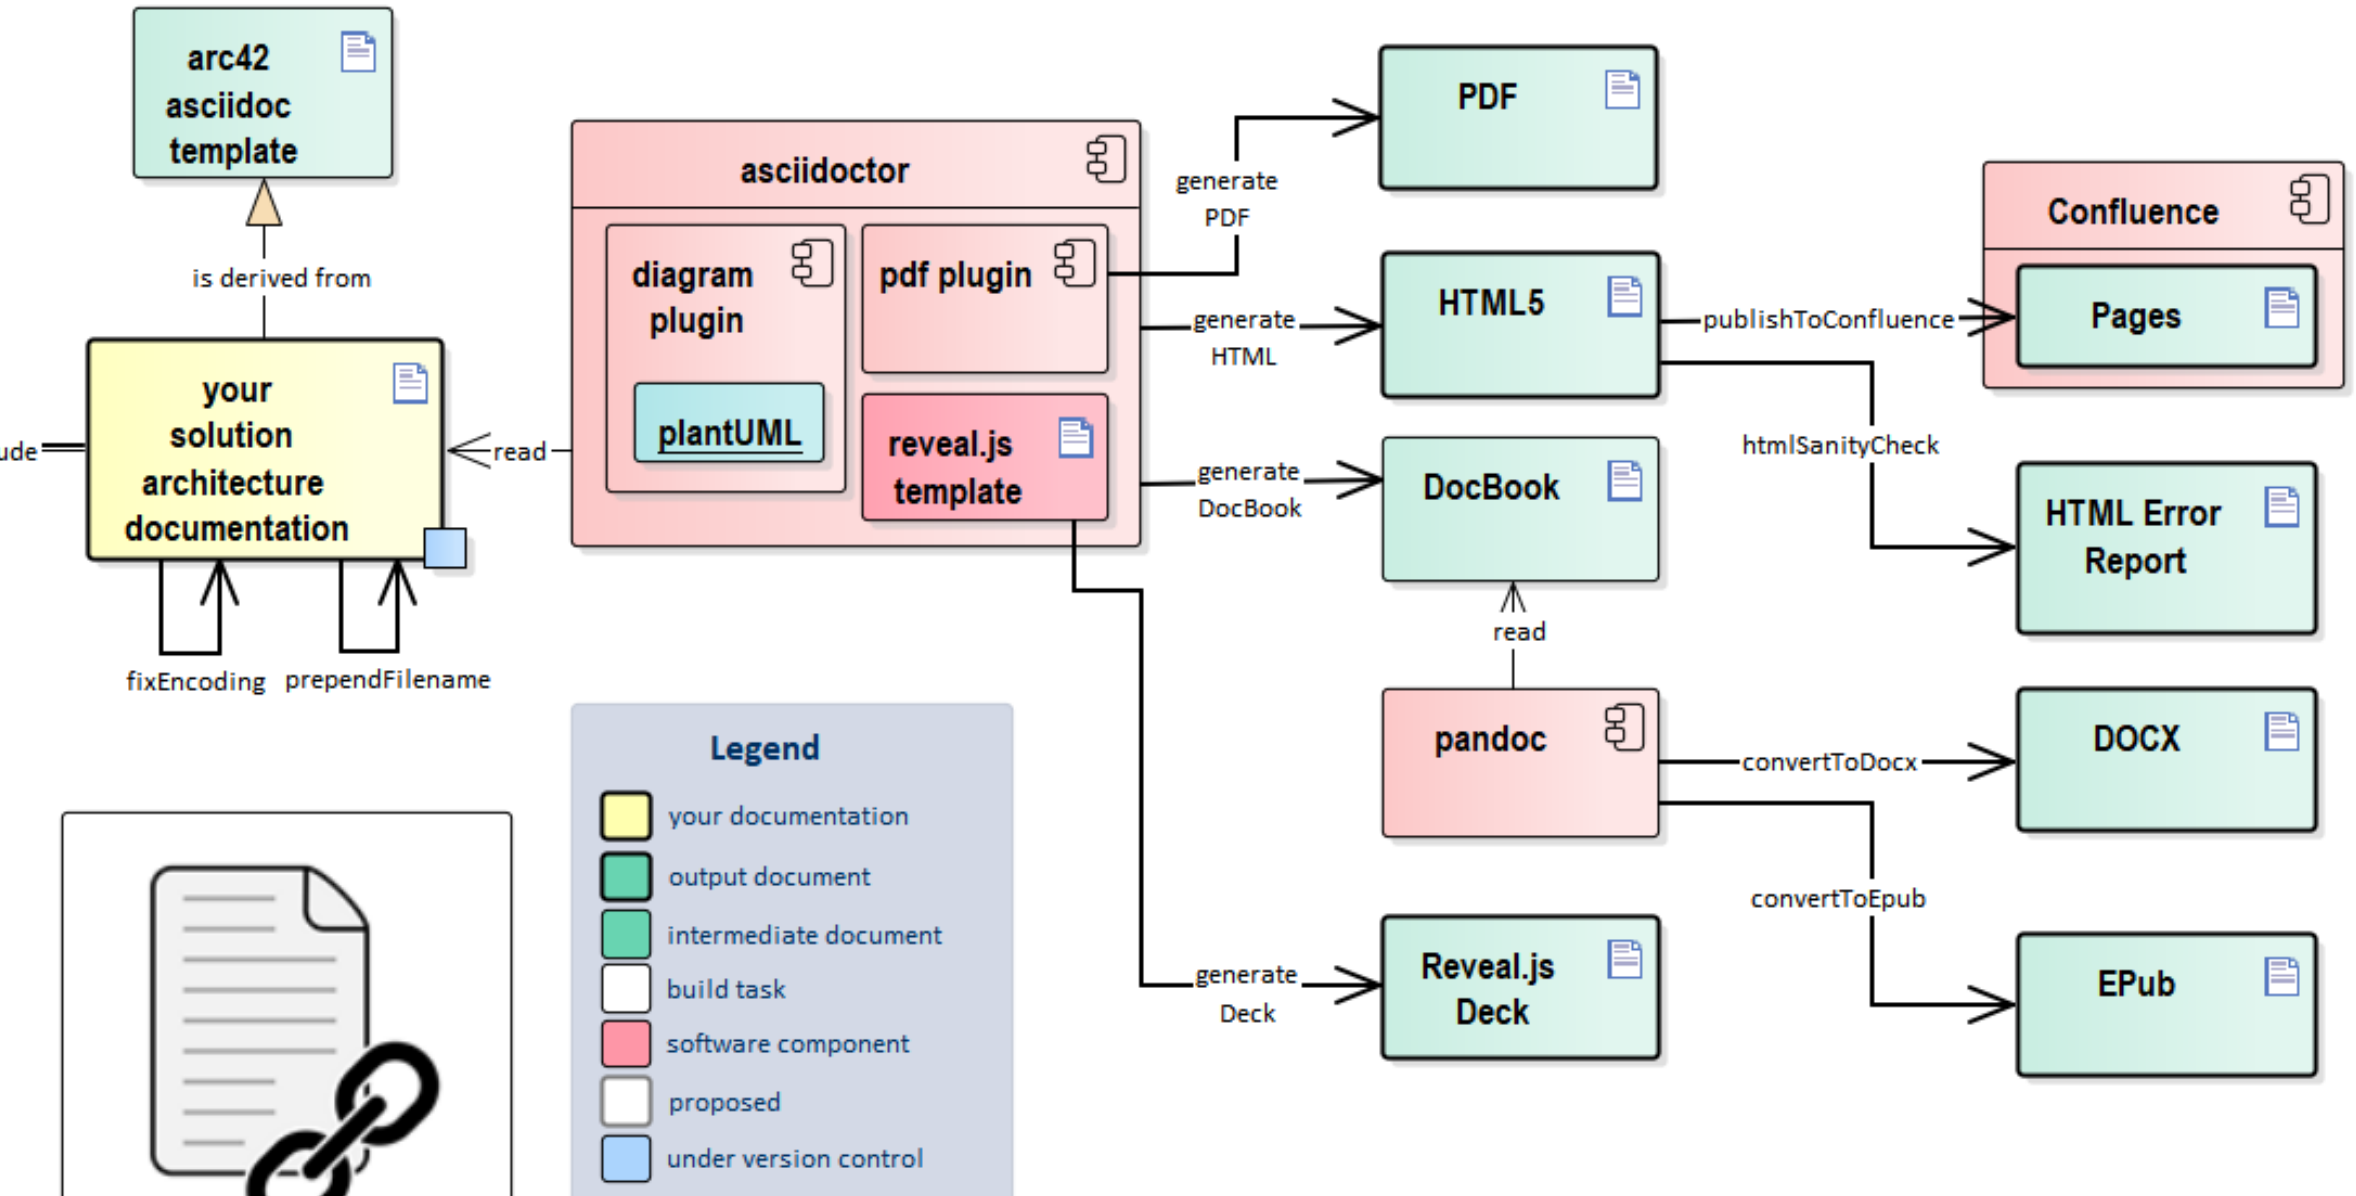 arc42
asciidoc
template
is derived from
your
solution
architecture
documentation
fixEncoding
prependFilename
read
asciidoctor
diagram
plugin
plantUML
pdf plugin
reveal.js
template
generate
PDF
generate
HTML
generate
DocBook
generate
Deck
PDF
HTML5
DocBook
read
pandoc
Reveal.js
Deck
publishToConfluence
htmlSanityCheck
convertToDocx
convertToEpub
Confluence
Pages
HTML Error
Report
DOCX
EPub
Legend
your documentation
output document
intermediate document
build task
software component
proposed
under version control